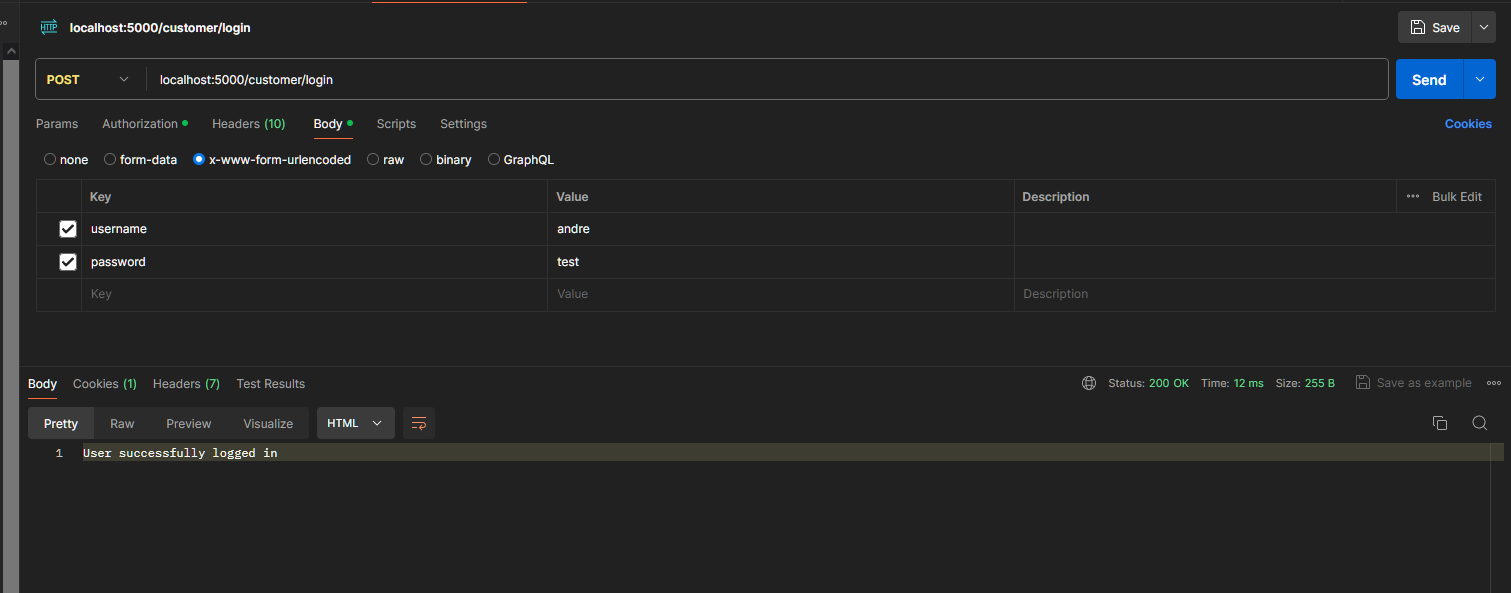 HTTP localhost:5000/customer/login Save
POST localhost:5000/customer/login Send
Params Authorization Headers (10) Body Scripts Settings Cookies
none form-data x-www-form-urlencoded raw binary GraphQL
Key Value Description ••• Bulk Edit
username andre
password test
Key Value Description
Body Cookies (1) Headers (7) Test Results Status: 200 OK Time: 12 ms Size: 255 B Save as example
Pretty Raw Preview Visualize HTML
1 User successfully logged in